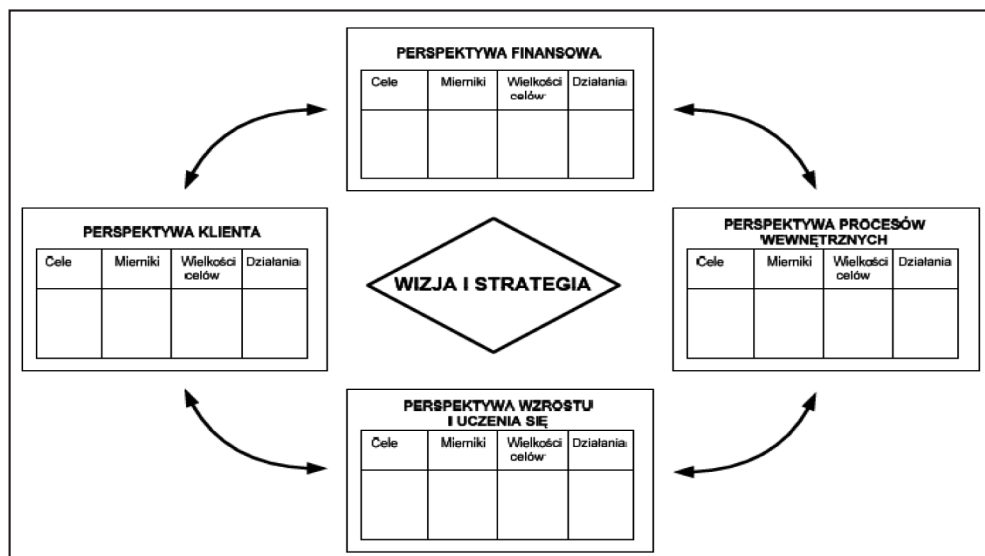 PERSPEKTYWA FINANSOWA
Cele Mierniki Wielkości Działania
celów
PERSPEKTYWA KLIENTA
Cele Mierniki Wielkości Działania
celów
WIZJA I STRATEGIA
PERSPEKTYWA PROCESÓW
WEWNĘTRZNYCH
Cele Mierniki Wielkości Działania
celów
PERSPEKTYWA WZROSTU
I UCZENIA SIĘ
Cele Mierniki Wielkości Działania
celów